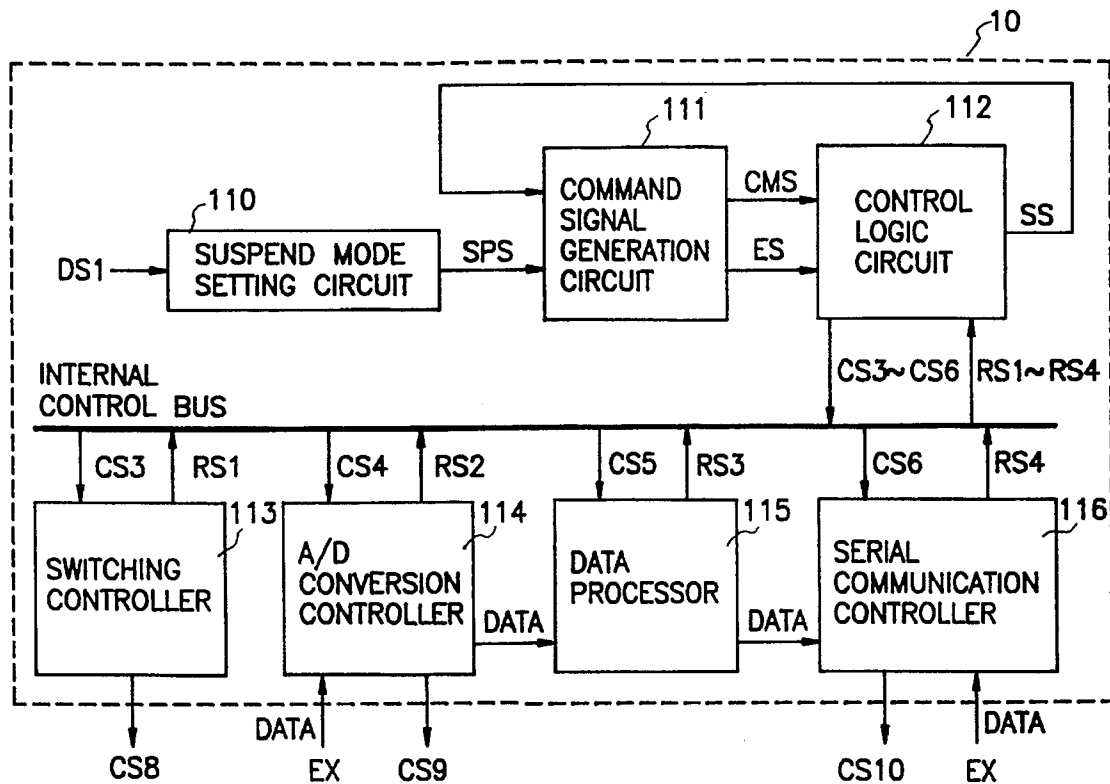 10
111
112
COMMAND
SIGNAL
GENERATION
CIRCUIT
CMS
ES
CONTROL
LOGIC
CIRCUIT
SS
110
DS1
SUSPEND MODE
SETTING CIRCUIT
SPS
INTERNAL
CONTROL BUS
CS3~CS6
RS1~RS4
CS3
RS1
CS4
RS2
CS5
RS3
CS6
RS4
113
SWITCHING
CONTROLLER
114
A/D
CONVERSION
CONTROLLER
DATA
115
DATA
PROCESSOR
DATA
116
SERIAL
COMMUNICATION
CONTROLLER
CS8
DATA
EX
CS9
CS10
DATA
EX